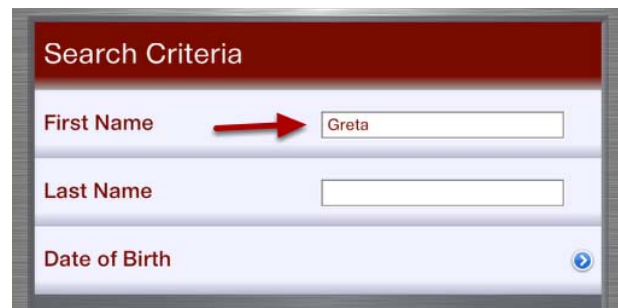 Search Criteria
First Name Greta
Last Name
Date of Birth